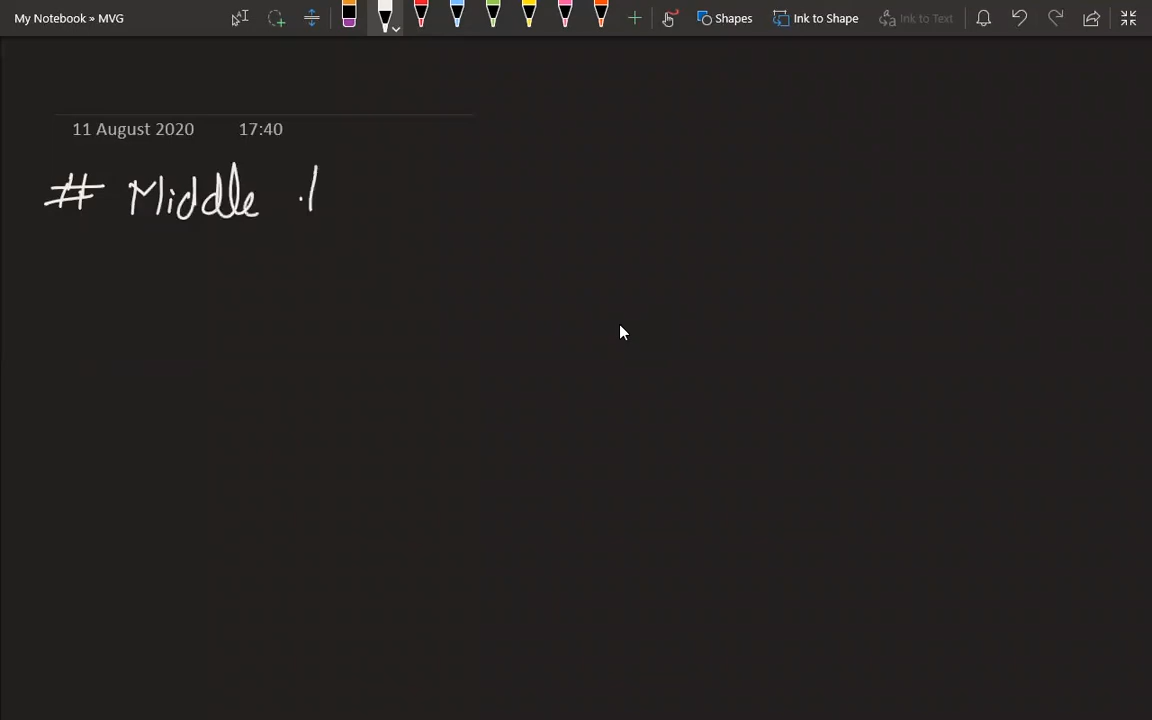 My Notebook » MVG
Shapes
Ink to Shape
Ink to Text
11 August 2020 17:40
# Middle